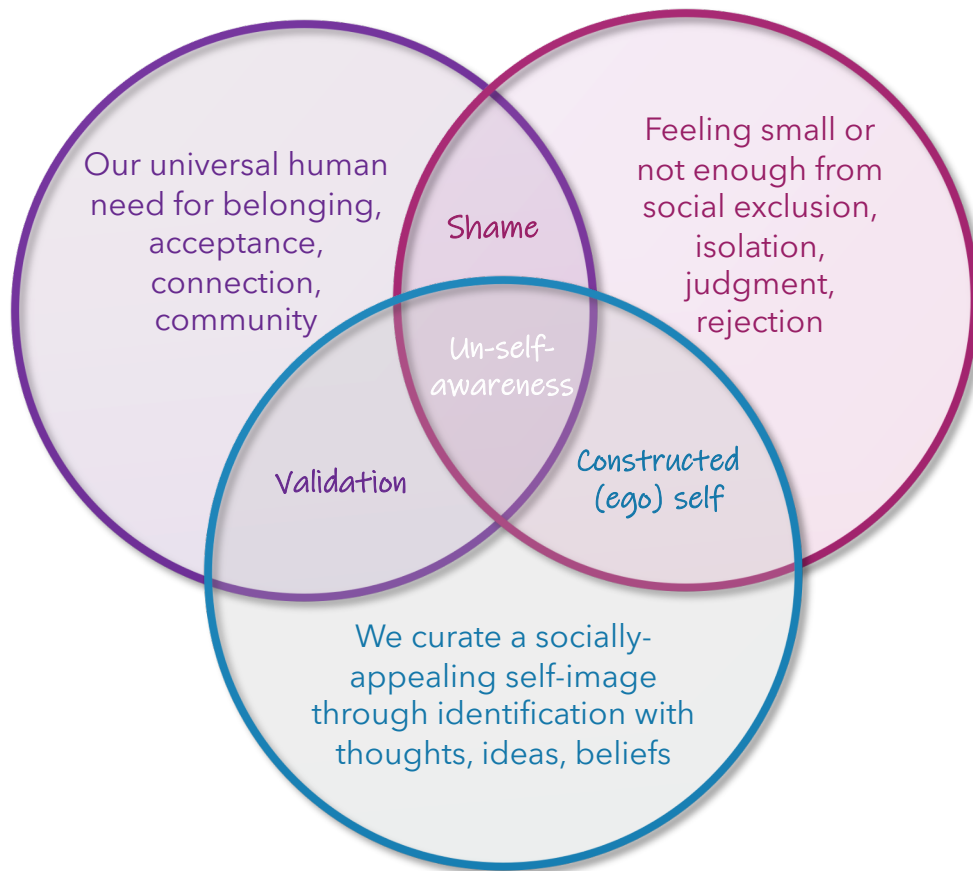 Our universal human
need for belonging,
acceptance,
connection,
community
Feeling small or
not enough from
social exclusion,
isolation,
judgment,
rejection
Shame
Un-self-
awareness
Validation
Constructed
(ego) self
We curate a socially-
appealing self-image
through identification with
thoughts, ideas, beliefs